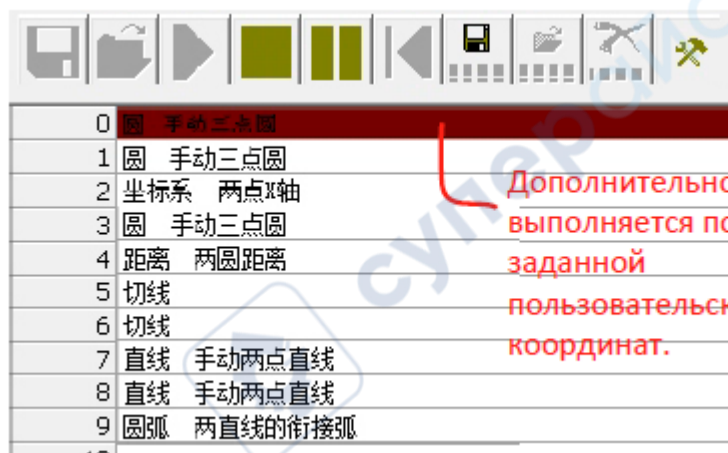 0 圆 手动三点圆
1 圆 手动三点圆
2 坐标系 两点X轴
3 圆 手动三点圆
4 距离 两圆距离
5 切线
6 切线
7 直线 手动两点直线
8 直线 手动两点直线
9 圆弧 两直线的衔接弧
Дополнительно
выполняется по
заданной
пользовательск
координат.